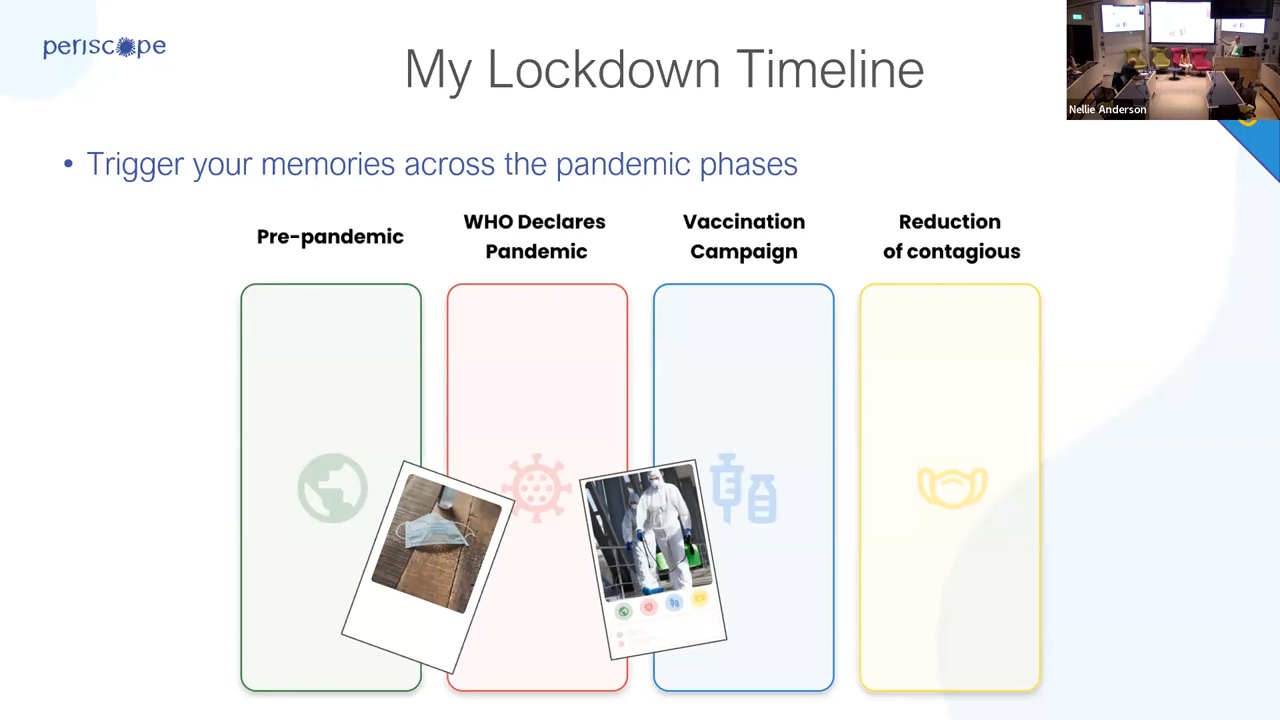 periscope
My Lockdown Timeline
Nellie Anderson
• Trigger your memories across the pandemic phases
Pre-pandemic
WHO Declares
Pandemic
Vaccination
Campaign
Reduction
of contagious